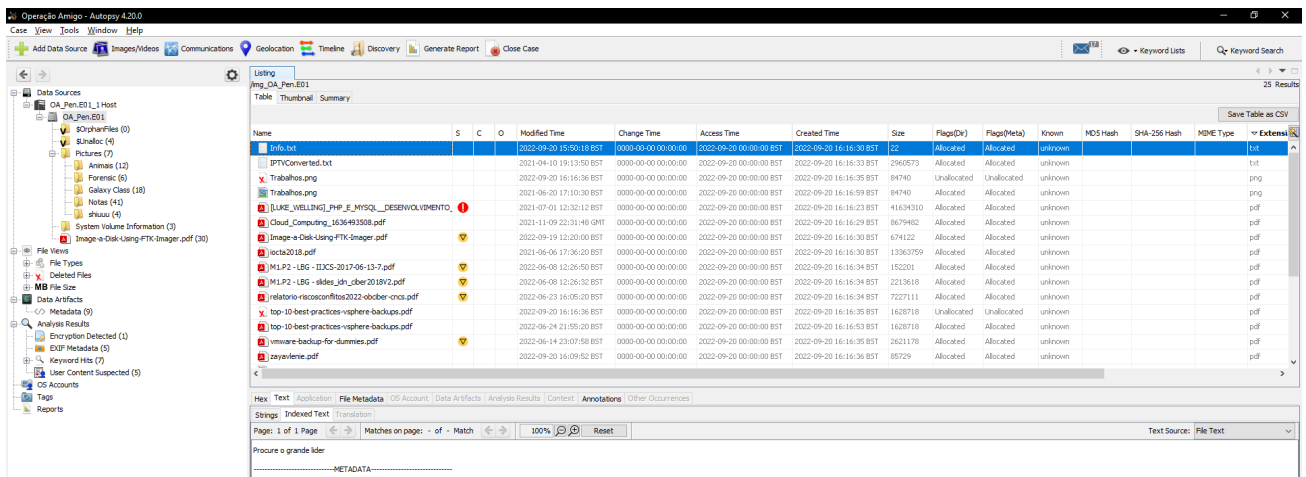 Operação Amigo - Autopsy 4.20.0
Case View Tools Window Help
Add Data Source Images/Videos Communications Geolocation Timeline Discovery Generate Report Close Case Keyword Lists Keyword Search
Listing
/img_OA_Pen.E01
25 Results
Table Thumbnail Summary
Save Table as CSV
Data Sources
OA_Pen.E01_1 Host
OA_Pen.E01
$OrphanFiles (0)
$Unalloc (4)
Pictures (7)
Animais (12)
Forensic (6)
Galaxy Class (18)
Notas (41)
shiuuu (4)
System Volume Information (3)
Image-a-Disk-Using-FTK-Imager.pdf (30)
File Views
File Types
Deleted Files
MB File Size
Data Artifacts
Metadata (9)
Analysis Results
Encryption Detected (1)
EXIF Metadata (5)
Keyword Hits (7)
User Content Suspected (5)
OS Accounts
Tags
Reports
Name S C O Modified Time Change Time Access Time Created Time Size Flags(Dir) Flags(Meta) Known MD5 Hash SHA-256 Hash MIME Type Extensi
Info.txt 2022-09-20 15:50:18 BST 0000-00-00 00:00:00 2022-09-20 00:00:00 BST 2022-09-20 16:16:30 BST 22 Allocated Allocated unknown txt
IPTVConverted.txt 2021-04-10 19:13:50 BST 0000-00-00 00:00:00 2022-09-20 00:00:00 BST 2022-09-20 16:16:33 BST 2960573 Allocated Allocated unknown txt
Trabalhos.png 2022-09-20 16:16:36 BST 0000-00-00 00:00:00 2022-09-20 00:00:00 BST 2022-09-20 16:16:35 BST 84740 Unallocated Unallocated unknown png
Trabalhos.png 2021-06-20 17:10:30 BST 0000-00-00 00:00:00 2022-09-20 00:00:00 BST 2022-09-20 16:16:59 BST 84740 Allocated Allocated unknown png
[LUKE_WELLING]_PHP_E_MYSQL__DESENVOLVIMENTO_ 2021-07-01 12:32:12 BST 0000-00-00 00:00:00 2022-09-20 00:00:00 BST 2022-09-20 16:16:23 BST 41634310 Allocated Allocated unknown pdf
Cloud_Computing_1636493508.pdf 2021-11-09 22:31:48 GMT 0000-00-00 00:00:00 2022-09-20 00:00:00 BST 2022-09-20 16:16:29 BST 8679482 Allocated Allocated unknown pdf
Image-a-Disk-Using-FTK-Imager.pdf 2022-09-19 12:20:00 BST 0000-00-00 00:00:00 2022-09-20 00:00:00 BST 2022-09-20 16:16:30 BST 674122 Allocated Allocated unknown pdf
iocta2018.pdf 2021-06-06 17:36:20 BST 0000-00-00 00:00:00 2022-09-20 00:00:00 BST 2022-09-20 16:16:30 BST 13363759 Allocated Allocated unknown pdf
M1.P2 - LBG - IIJCS-2017-06-13-7.pdf 2022-06-08 12:26:50 BST 0000-00-00 00:00:00 2022-09-20 00:00:00 BST 2022-09-20 16:16:34 BST 152201 Allocated Allocated unknown pdf
M1.P2 - LBG - slides_idn_ciber2018V2.pdf 2022-06-08 12:26:32 BST 0000-00-00 00:00:00 2022-09-20 00:00:00 BST 2022-09-20 16:16:34 BST 2213618 Allocated Allocated unknown pdf
relatorio-riscosconflitos2022-obciber-cncs.pdf 2022-06-23 16:05:20 BST 0000-00-00 00:00:00 2022-09-20 00:00:00 BST 2022-09-20 16:16:34 BST 7227111 Allocated Allocated unknown pdf
top-10-best-practices-vsphere-backups.pdf 2022-09-20 16:16:36 BST 0000-00-00 00:00:00 2022-09-20 00:00:00 BST 2022-09-20 16:16:35 BST 1628718 Unallocated Unallocated unknown pdf
top-10-best-practices-vsphere-backups.pdf 2022-06-24 21:55:20 BST 0000-00-00 00:00:00 2022-09-20 00:00:00 BST 2022-09-20 16:16:53 BST 1628718 Allocated Allocated unknown pdf
vmware-backup-for-dummies.pdf 2022-06-14 23:07:58 BST 0000-00-00 00:00:00 2022-09-20 00:00:00 BST 2022-09-20 16:16:35 BST 2621178 Allocated Allocated unknown pdf
zayavlenie.pdf 2022-09-20 16:09:52 BST 0000-00-00 00:00:00 2022-09-20 00:00:00 BST 2022-09-20 16:16:36 BST 85729 Allocated Allocated unknown pdf
Hex Text Application File Metadata OS Account Data Artifacts Analysis Results Context Annotations Other Occurrences
Strings Indexed Text Translation
Page: 1 of 1 Page Matches on page: - of - Match 100% Reset Text Source: File Text
Procure o grande lider
------------------------------METADATA------------------------------